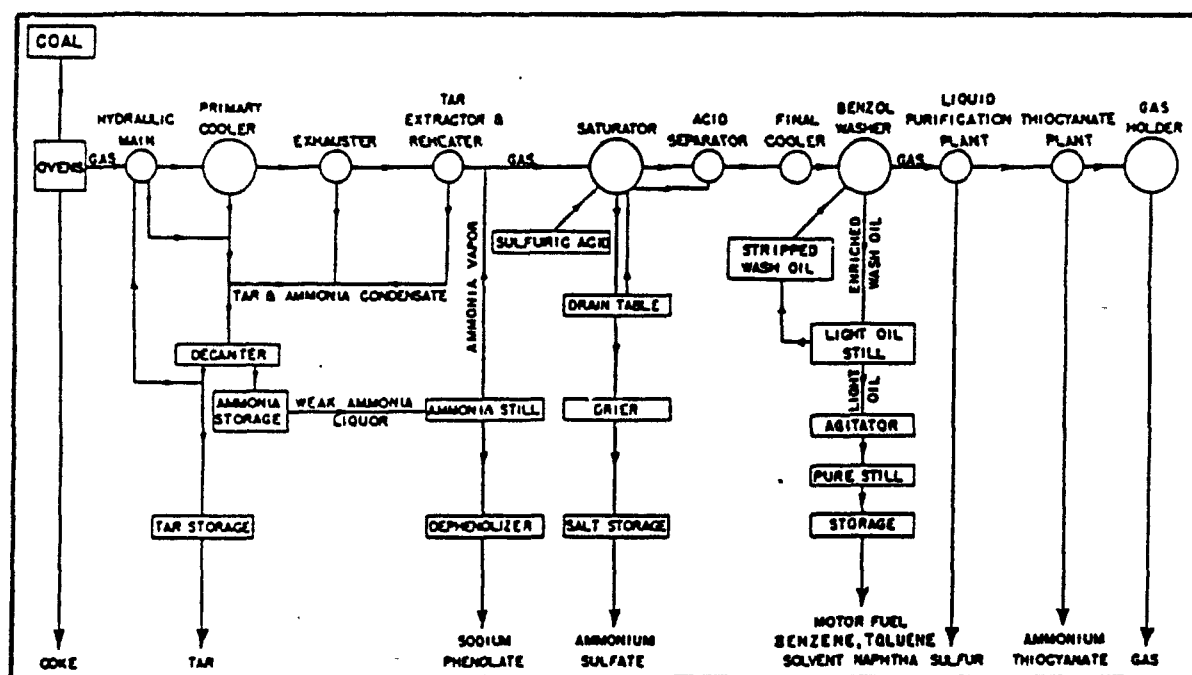 COAL
HYDRAULIC
MAIN
PRIMARY
COOLER
EXHAUSTER
TAR
EXTRACTOR &
REHEATER
SATURATOR
ACID
SEPARATOR
FINAL
COOLER
BENZOL
WASHER
LIQUID
PURIFICATION
PLANT
THIOCYANATE
PLANT
GAS
HOLDER
OVENS
GAS
GAS
GAS
SULFURIC ACID
STRIPPED
WASH OIL
ENRICHED
WASH OIL
AMMONIA VAPOR
TAR & AMMONIA CONDENSATE
DRAIN TABLE
DECANTER
LIGHT OIL
STILL
AMMONIA
STORAGE
WEAK AMMONIA
LIQUOR
AMMONIA STILL
DRIER
LIGHT
OIL
AGITATOR
PURE STILL
TAR STORAGE
DEPHENOLIZER
SALT STORAGE
STORAGE
COKE
TAR
SODIUM
PHENOLATE
AMMONIUM
SULFATE
MOTOR FUEL
BENZENE, TOLUENE
SOLVENT NAPHTHA
SULFUR
AMMONIUM
THIOCYANATE
GAS